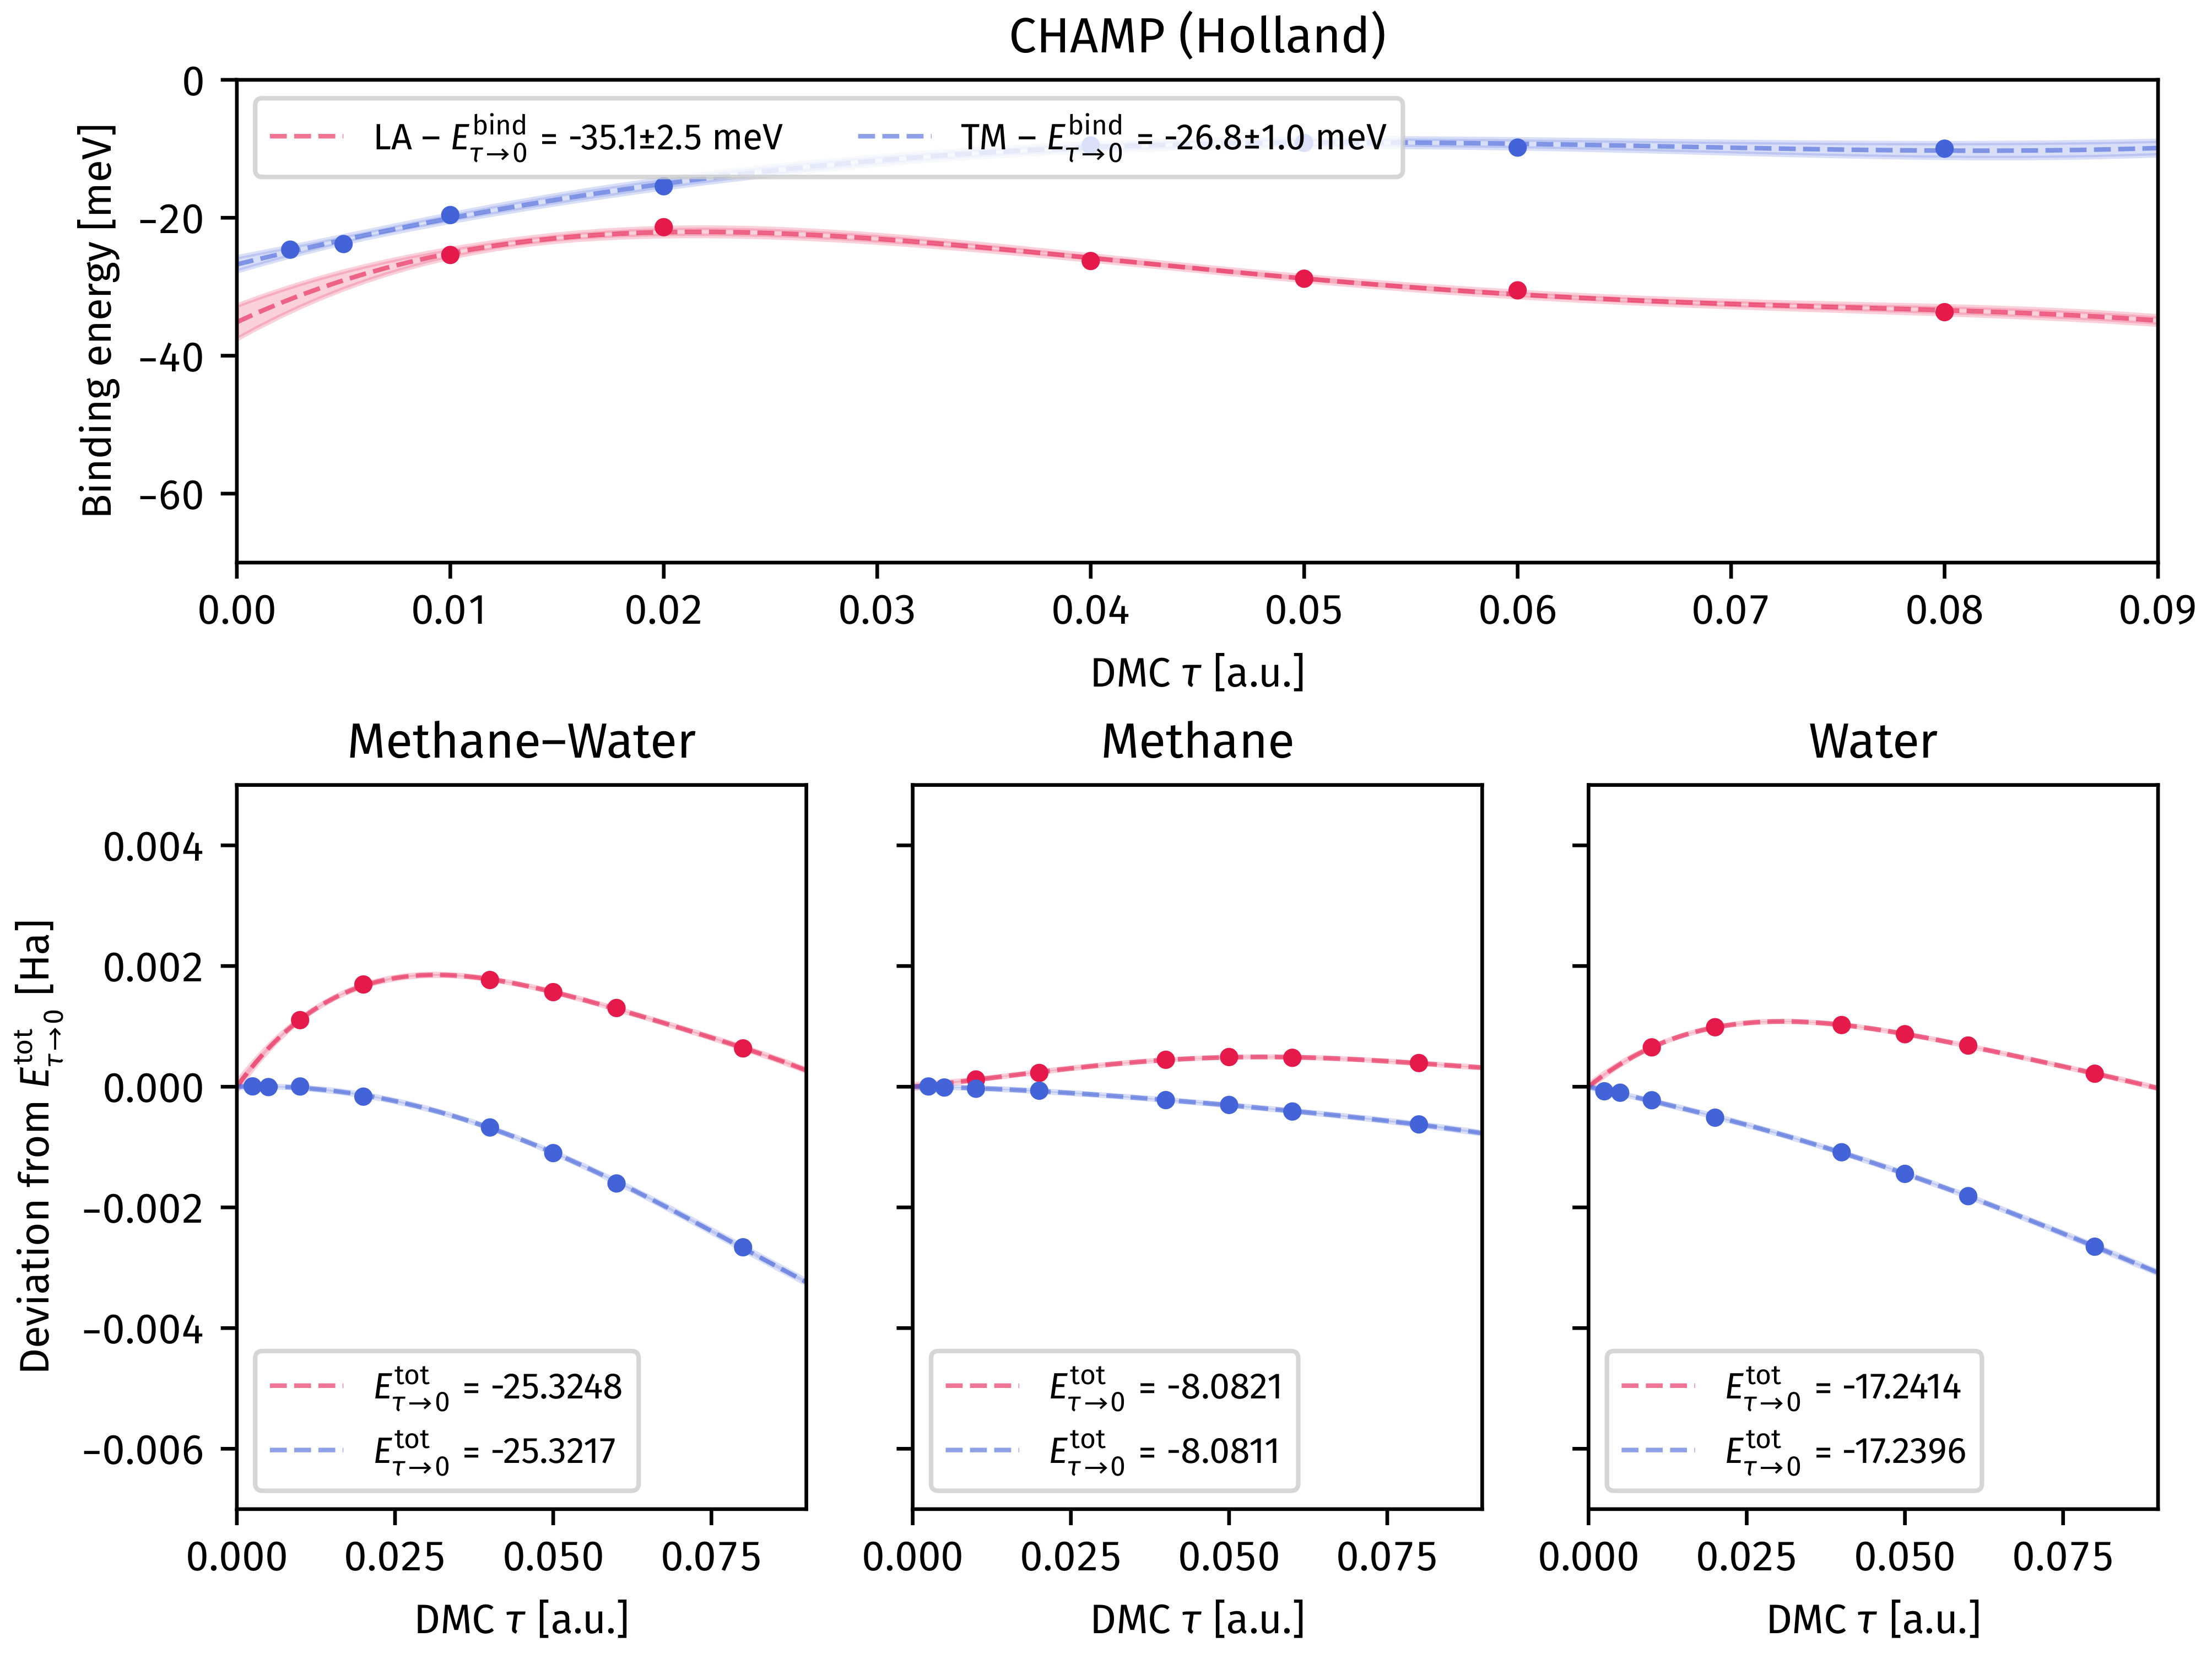 CHAMP (Holland)
0
-20
-40
-60
Binding energy [meV]
LA – E^bind_τ→0 = -35.1±2.5 meV
TM – E^bind_τ→0 = -26.8±1.0 meV
0.00 0.01 0.02 0.03 0.04 0.05 0.06 0.07 0.08 0.09
DMC τ [a.u.]
Methane–Water
Methane
Water
0.004
0.002
0.000
-0.002
-0.004
-0.006
Deviation from E^tot_τ→0 [Ha]
E^tot_τ→0 = -25.3248
E^tot_τ→0 = -25.3217
E^tot_τ→0 = -8.0821
E^tot_τ→0 = -8.0811
E^tot_τ→0 = -17.2414
E^tot_τ→0 = -17.2396
0.000 0.025 0.050 0.075
0.000 0.025 0.050 0.075
0.000 0.025 0.050 0.075
DMC τ [a.u.]
DMC τ [a.u.]
DMC τ [a.u.]